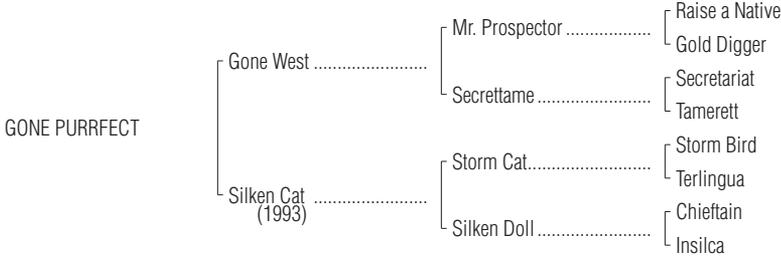 Raise a Native
Mr. Prospector ...................
Gold Digger
Gone West .........................
Secretariat
Secrettame .........................
Tamerett
GONE PURRFECT
Storm Bird
Storm Cat...........................
Terlingua
Silken Cat .........................
(1993)
Chieftain
Silken Doll .........................
Insilca